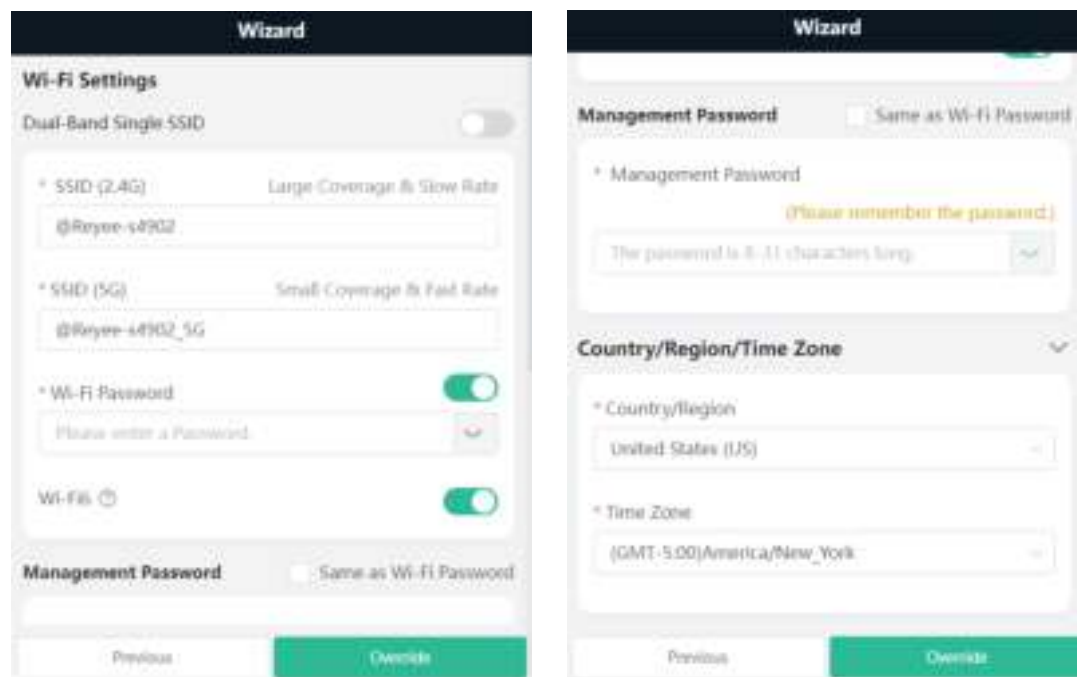 Wizard
Wi-Fi Settings
Dual-Band Single SSID
* SSID (2.4G) Large Coverage & Slow Rate
@Reyee-s4902
* SSID (5G) Small Coverage & Fast Rate
@Reyee-s4902_5G
* Wi-Fi Password
Please enter a Password.
Wi-Fi6
Management Password Same as Wi-Fi Password
Previous Override
Wizard
Management Password Same as Wi-Fi Password
* Management Password
(Please remember the password.)
The password is 8-31 characters long.
Country/Region/Time Zone
* Country/Region
United States (US)
* Time Zone
(GMT-5:00)America/New_York
Previous Override